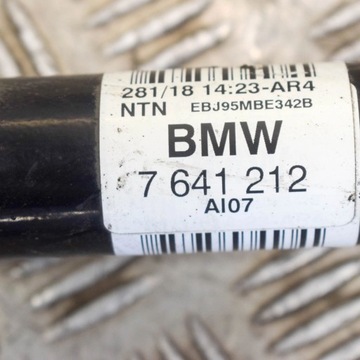 281/18 14:23-AR4
NTN EBJ95MBE342B
BMW
7 641 212
AI07